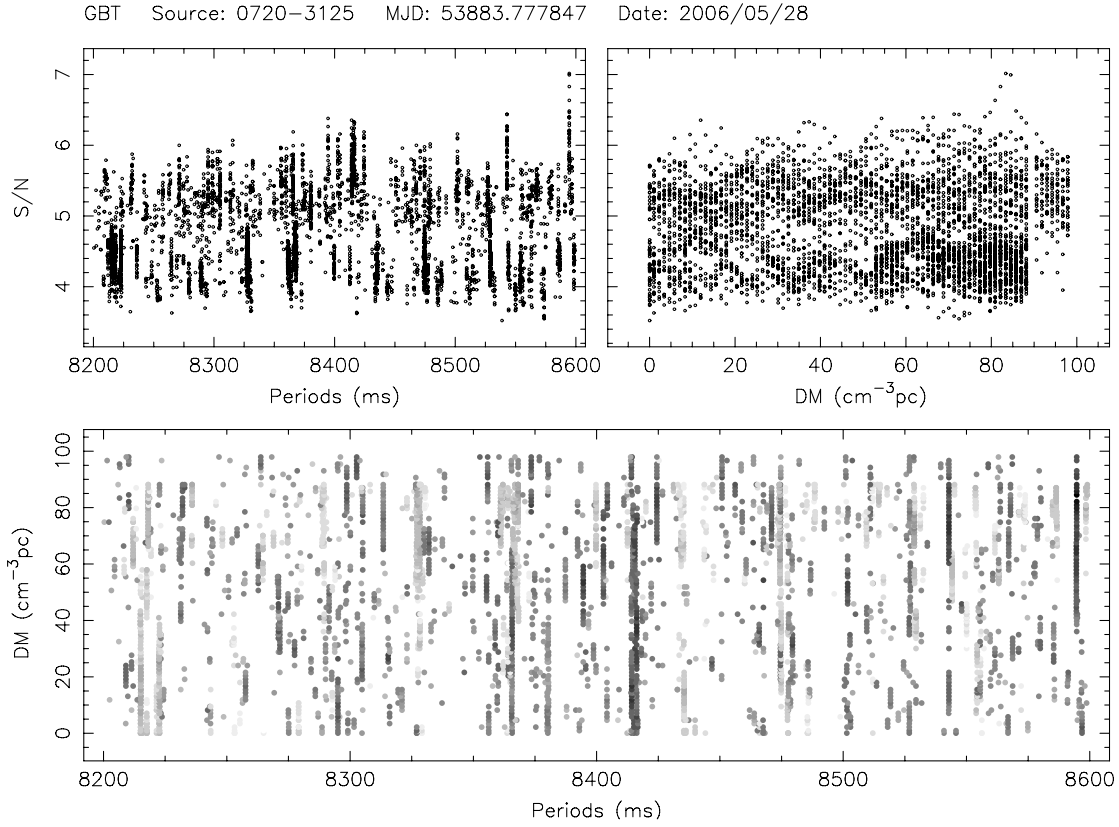 GBT Source: 0720−3125 MJD: 53883.777847 Date: 2006/05/28
7
6
5
4
S/N
8200 8300 8400 8500 8600
Periods (ms)
0 20 40 60 80 100
DM (cm⁻³pc)
100
80
60
40
20
0
DM (cm⁻³pc)
8200 8300 8400 8500 8600
Periods (ms)